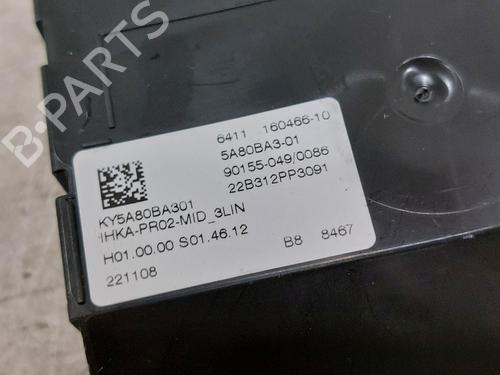 B-PARTS
6411 160466-10
5A80BA3-01
90155-049/0086
22B312PP3091
KY5A80BA301
IHKA-PR02-MID_3LIN
H01.00.00 S01.46.12
B8 8467
221108